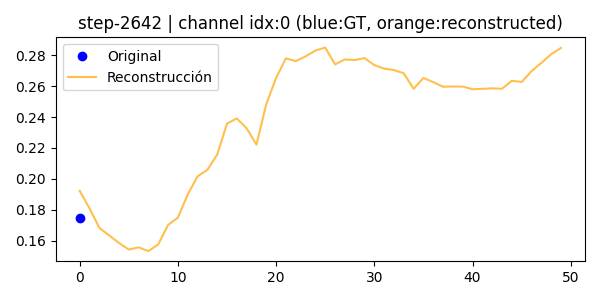 step-2642 | channel idx:0 (blue:GT, orange:reconstructed)
Original
Reconstrucción
0.28
0.26
0.24
0.22
0.20
0.18
0.16
0 10 20 30 40 50